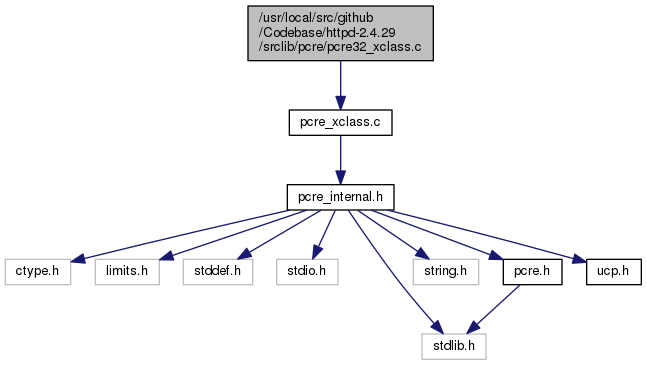 /usr/local/src/github
/Codebase/httpd-2.4.29
/srclib/pcre/pcre32_xclass.c
pcre_xclass.c
pcre_internal.h
ctype.h
limits.h
stddef.h
stdio.h
string.h
pcre.h
ucp.h
stdlib.h